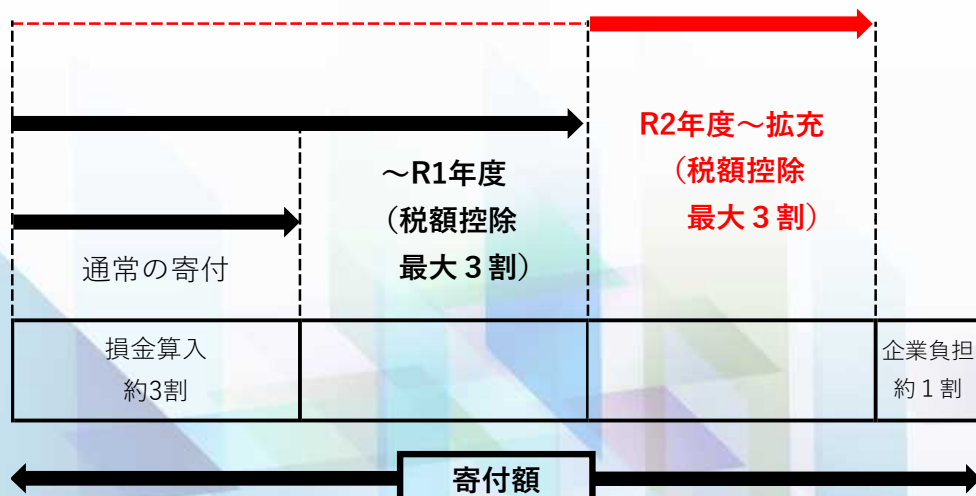 R2年度～拡充
（税額控除
最大３割）
～R1年度
（税額控除
最大３割）
通常の寄付
損金算入
約3割
企業負担
約１割
寄付額